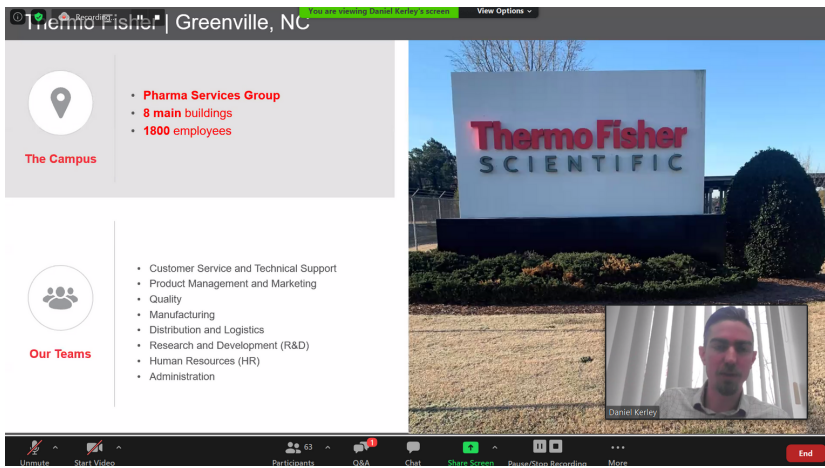 Recording...
You are viewing Daniel Kerley's screen
View Options
Thermo Fisher | Greenville, NC
The Campus
• Pharma Services Group
• 8 main buildings
• 1800 employees
Our Teams
• Customer Service and Technical Support
• Product Management and Marketing
• Quality
• Manufacturing
• Distribution and Logistics
• Research and Development (R&D)
• Human Resources (HR)
• Administration
ThermoFisher
SCIENTIFIC
Daniel Kerley
Unmute
Start Video
63
Participants
1
Q&A
Chat
Share Screen
Pause/Stop Recording
More
End